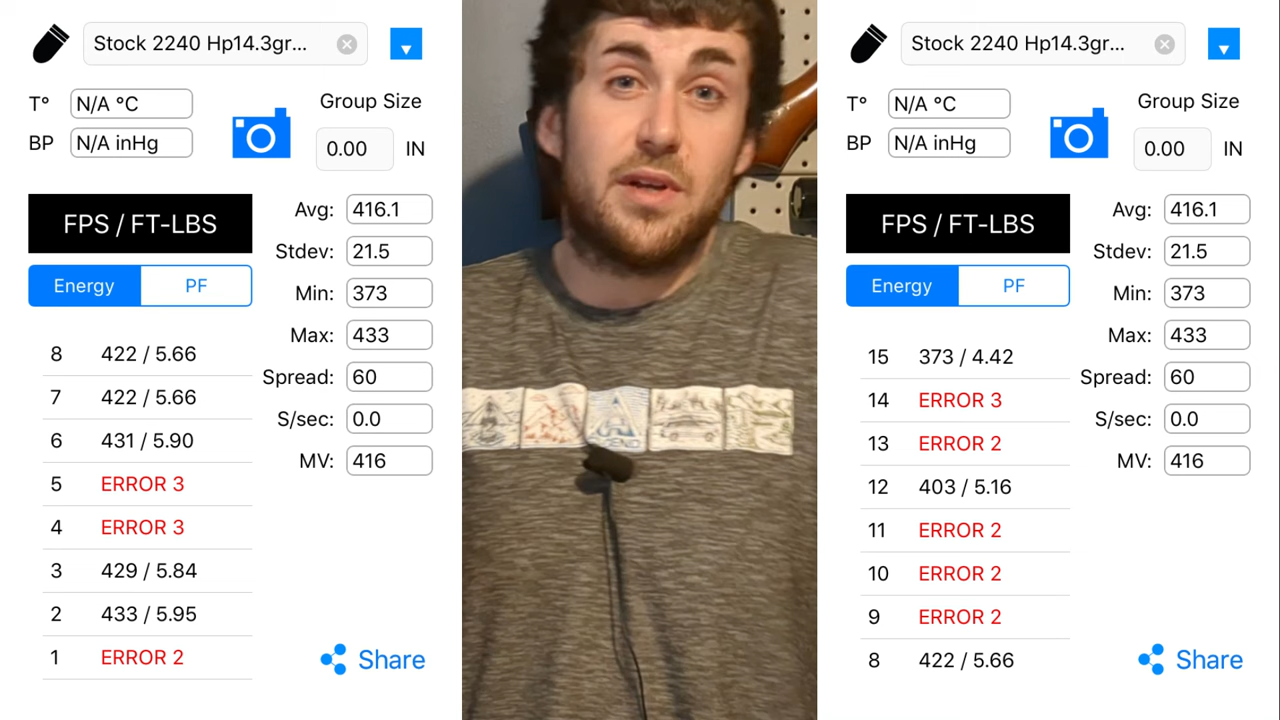 Stock 2240 Hp14.3gr...
T° N/A °C
BP N/A inHg
Group Size
0.00 IN
FPS / FT-LBS
Energy PF
Avg: 416.1
Stdev: 21.5
Min: 373
Max: 433
Spread: 60
S/sec: 0.0
MV: 416
8 422 / 5.66
7 422 / 5.66
6 431 / 5.90
5 ERROR 3
4 ERROR 3
3 429 / 5.84
2 433 / 5.95
1 ERROR 2
Share
Stock 2240 Hp14.3gr...
T° N/A °C
BP N/A inHg
Group Size
0.00 IN
FPS / FT-LBS
Energy PF
Avg: 416.1
Stdev: 21.5
Min: 373
Max: 433
Spread: 60
S/sec: 0.0
MV: 416
15 373 / 4.42
14 ERROR 3
13 ERROR 2
12 403 / 5.16
11 ERROR 2
10 ERROR 2
9 ERROR 2
8 422 / 5.66
Share